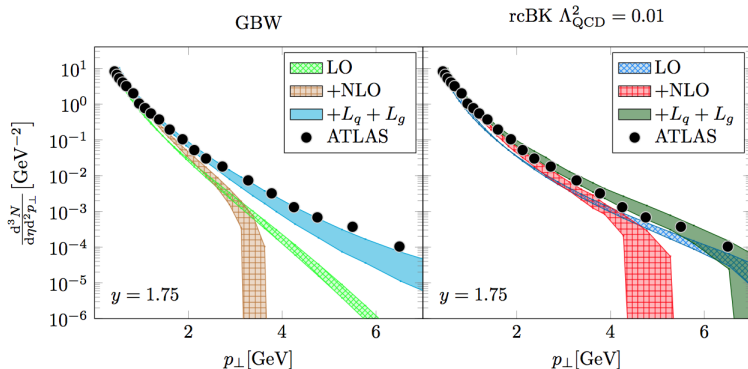 GBW
rcBK Λ²_QCD = 0.01
d³N/dηd²p⊥ [GeV⁻²]
10¹
10⁰
10⁻¹
10⁻²
10⁻³
10⁻⁴
10⁻⁵
10⁻⁶
LO
+NLO
+L_q + L_g
ATLAS
y = 1.75
2 4 6
p⊥[GeV]
LO
+NLO
+L_q + L_g
ATLAS
y = 1.75
2 4 6
p⊥[GeV]